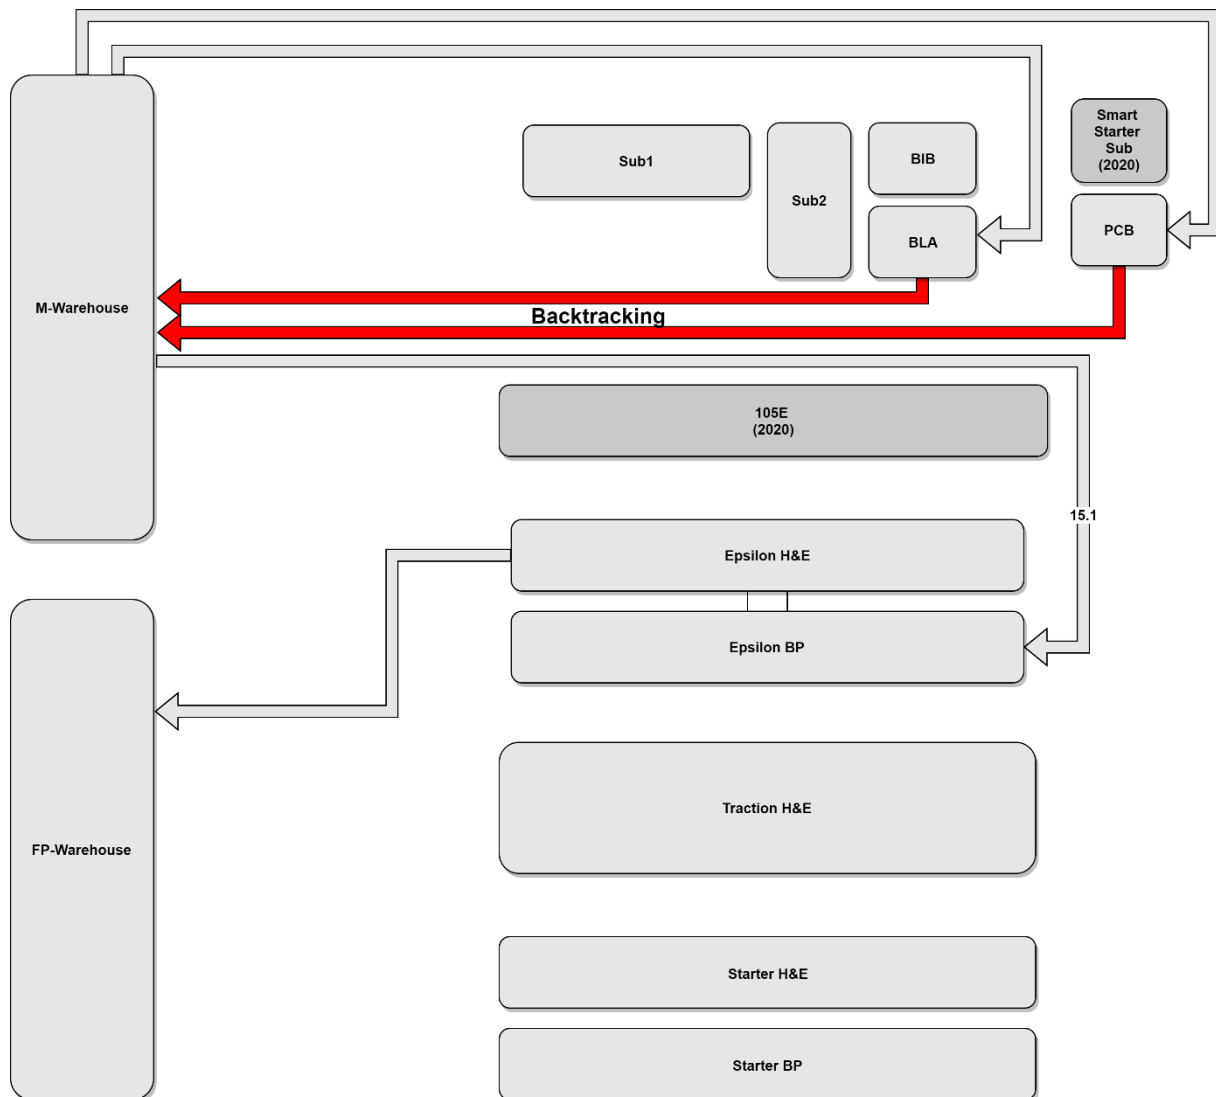 Smart
Starter
Sub
(2020)
Sub1
BIB
Sub2
BLA
PCB
M-Warehouse
Backtracking
105E
(2020)
15.1
Epsilon H&E
Epsilon BP
Traction H&E
FP-Warehouse
Starter H&E
Starter BP